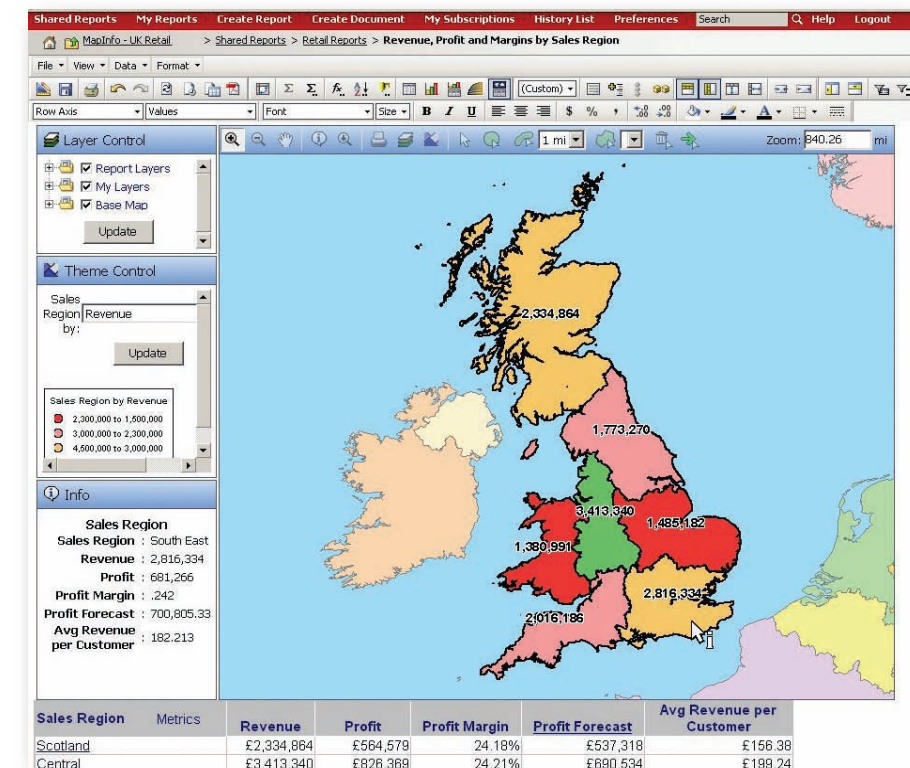 Shared Reports My Reports Create Report Create Document My Subscriptions History List Preferences Search Help Logout
MapInfo - UK Retail > Shared Reports > Retail Reports > Revenue, Profit and Margins by Sales Region
File View Data Format
(Custom)
Row Axis Values Font Size B I U $ % ,
Layer Control
1 mi Zoom: 840.26 mi
Report Layers
My Layers
Base Map
Update
Theme Control
Sales
Region Revenue
by:
Update
Sales Region by Revenue
2,300,000 to 1,500,000
3,000,000 to 2,300,000
4,500,000 to 3,000,000
Info
Sales Region
Sales Region : South East
Revenue : 2,816,334
Profit : 681,266
Profit Margin : .242
Profit Forecast : 700,805.33
Avg Revenue
per Customer : 182.213
2,334,864
1,773,270
3,413,340
1,485,182
1,380,991
2,816,334
2,016,186
Sales Region Metrics Revenue Profit Profit Margin Profit Forecast Avg Revenue per
Customer
Scotland £2,334,864 £564,579 24.18% £537,318 £156.38
Central £3,413,340 £826,369 24.21% £690,534 £199.24